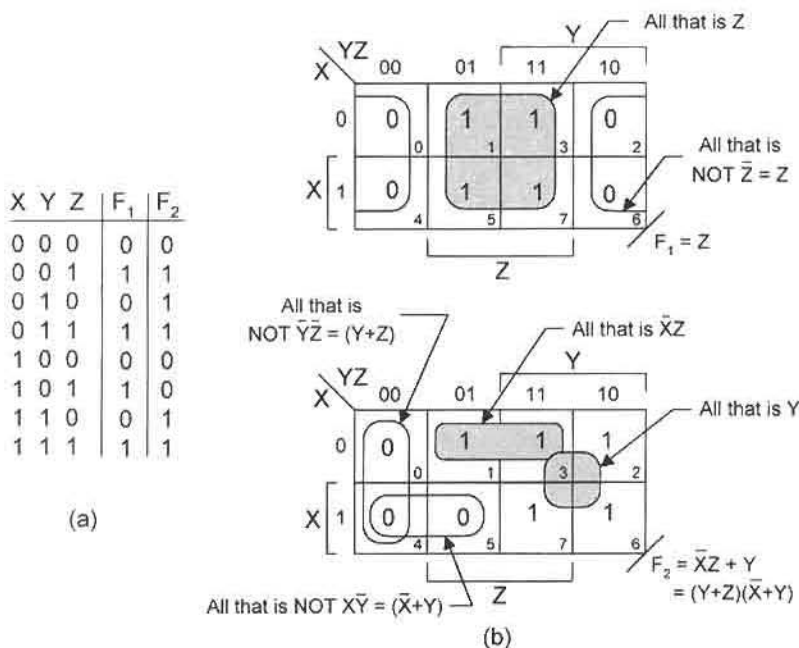 X Y Z F₁ F₂
0 0 0 0 0
0 0 1 1 1
0 1 0 0 1
0 1 1 1 1
1 0 0 0 0
1 0 1 1 0
1 1 0 0 1
1 1 1 1 1
(a)
All that is Z
Y
YZ
X
00 01 11 10
0 0 1 1 0
0 1 3 2
X 1 0 1 1 0
4 5 7 6
Z
All that is
NOT Z̄ = Z
F₁ = Z
All that is
NOT ȲZ̄ = (Y+Z)
All that is X̄Z
Y
YZ
X
00 01 11 10
All that is Y
0 0 1 1 1
0 1 3 2
X 1 0 0 1 1
4 5 7 6
Z
All that is NOT XȲ = (X̄+Y)
F₂ = X̄Z + Y
= (Y+Z)(X̄+Y)
(b)